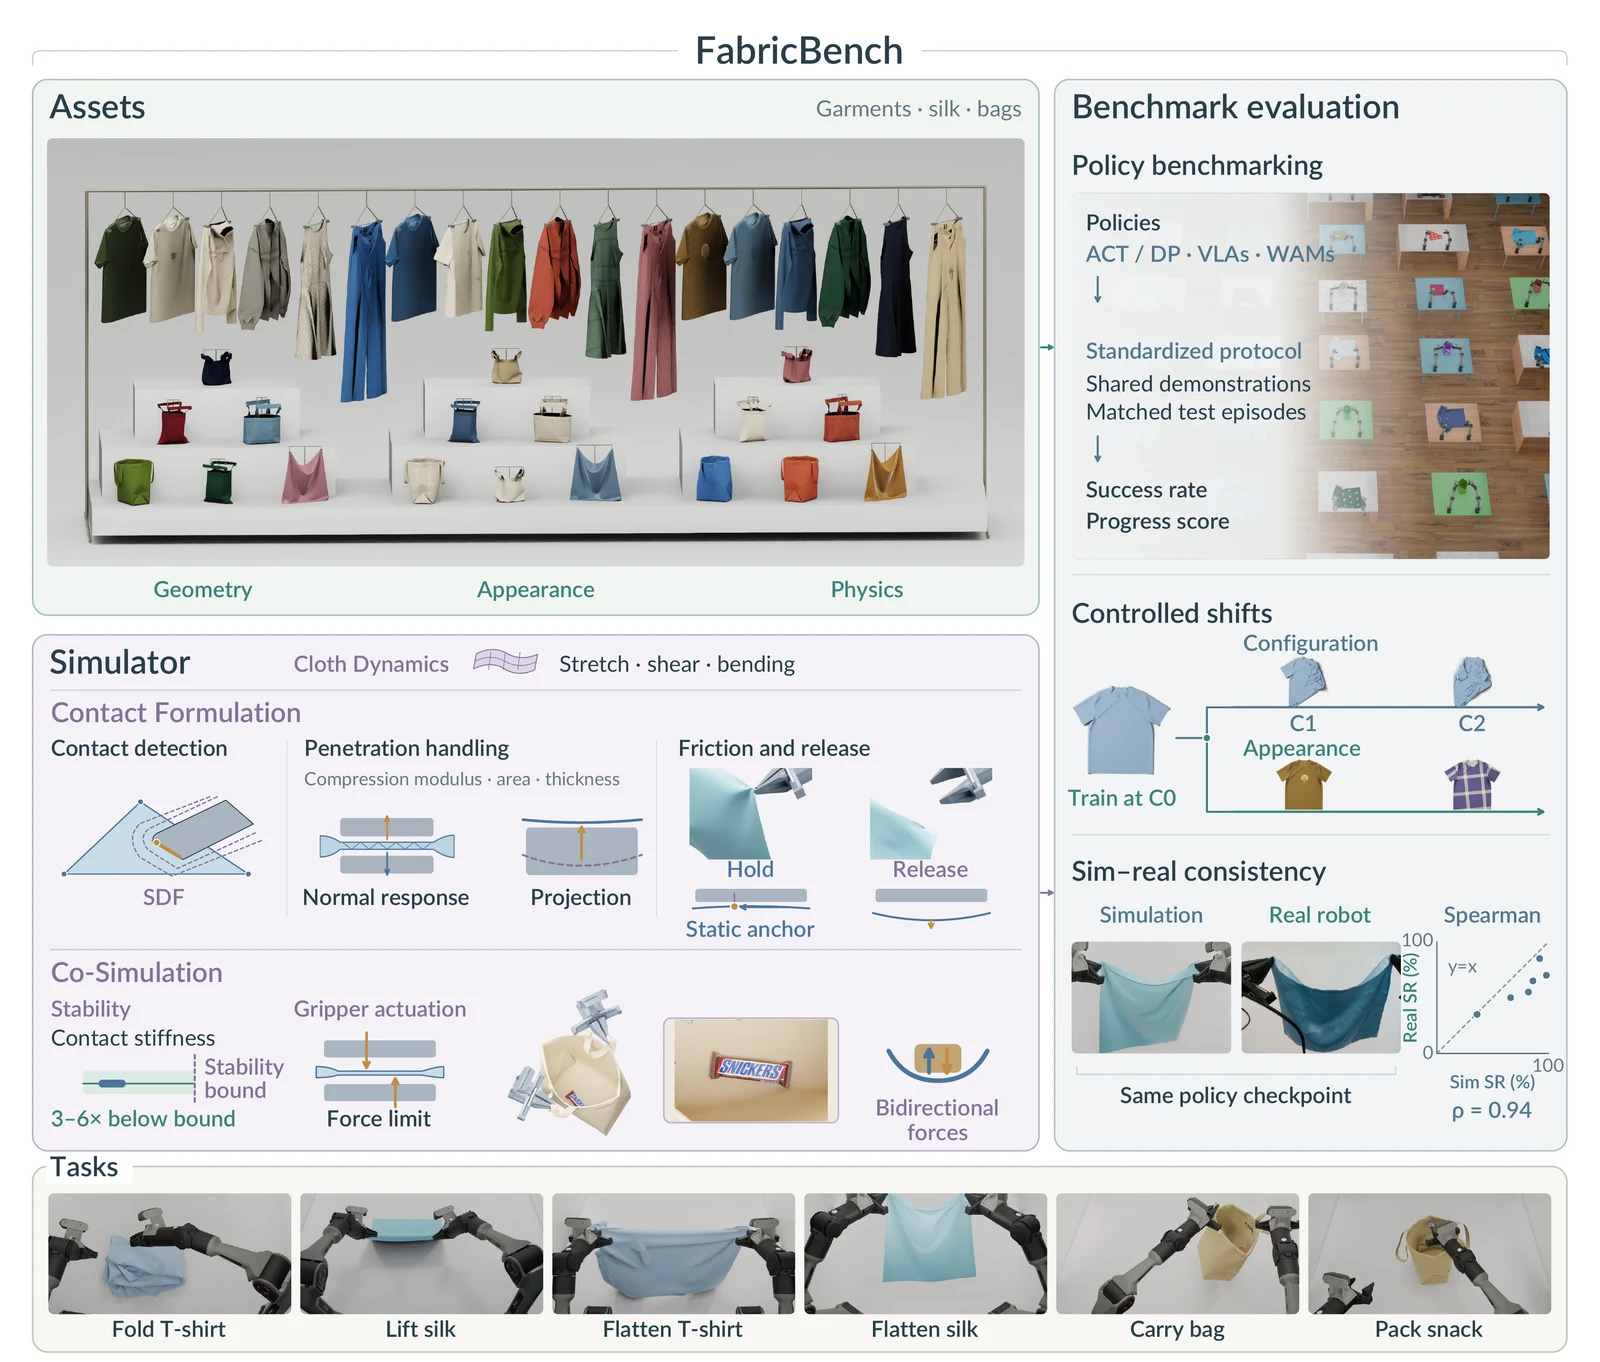 FabricBench
Assets
Garments · silk · bags
Geometry
Appearance
Physics
Simulator
Cloth Dynamics
Stretch · shear · bending
Contact Formulation
Contact detection
SDF
Penetration handling
Compression modulus · area · thickness
Normal response
Projection
Friction and release
Hold
Release
Static anchor
Co-Simulation
Stability
Contact stiffness
Stability
bound
3–6× below bound
Gripper actuation
Force limit
SNICKERS
Bidirectional
forces
Benchmark evaluation
Policy benchmarking
Policies
ACT / DP · VLAs · WAMs
Standardized protocol
Shared demonstrations
Matched test episodes
Success rate
Progress score
Controlled shifts
Configuration
C1
C2
Appearance
Train at C0
Sim–real consistency
Simulation
Real robot
Spearman
100
y=x
Real SR (%)
0
100
Sim SR (%)
ρ = 0.94
Same policy checkpoint
Tasks
Fold T-shirt
Lift silk
Flatten T-shirt
Flatten silk
Carry bag
Pack snack